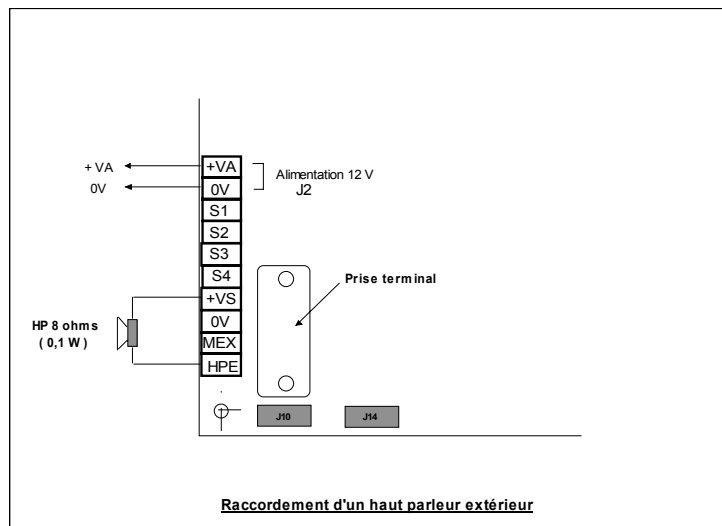 + VA
0V
+VA
0V
S1
S2
S3
S4
+VS
0V
MEX
HPE
Alimentation 12 V
J2
Prise terminal
HP 8 ohms
( 0,1 W )
J10
J14
Raccordement d'un haut parleur extérieur